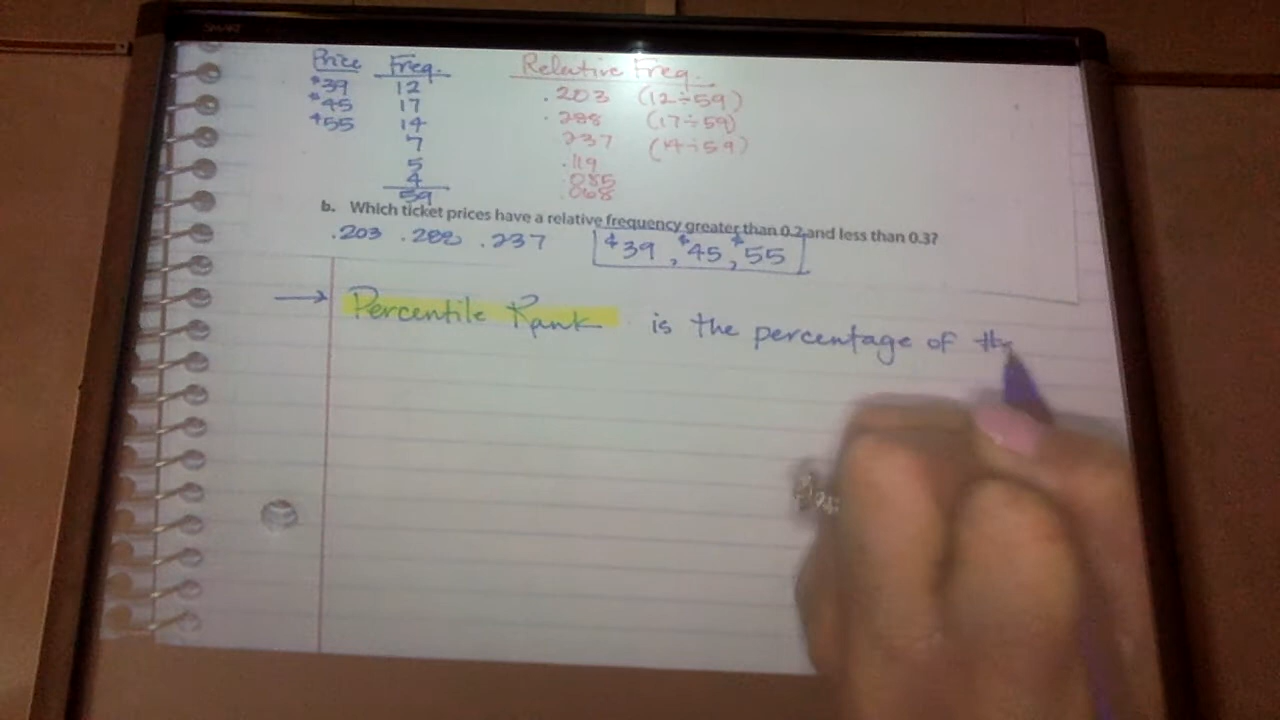 SMART
Price Freq. Relative Freq.
$39 12 .203 (12÷59)
$45 17 .288 (17÷59)
$55 14 .237 (14÷59)
7 .119
5 .085
4 .068
59
b. Which ticket prices have a relative frequency greater than 0.2 and less than 0.3?
.203 .288 .237 $39, $45, $55
→ Percentile Rank is the percentage of